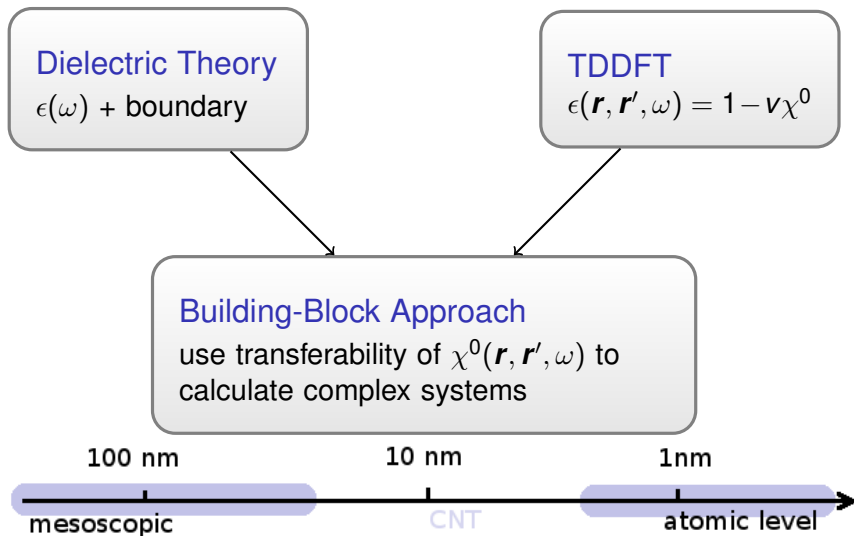 Dielectric Theory
ϵ(ω) + boundary
TDDFT
ϵ(r, r′, ω) = 1−vχ⁰
Building-Block Approach
use transferability of χ⁰(r, r′, ω) to
calculate complex systems
100 nm
10 nm
1nm
mesoscopic
CNT
atomic level